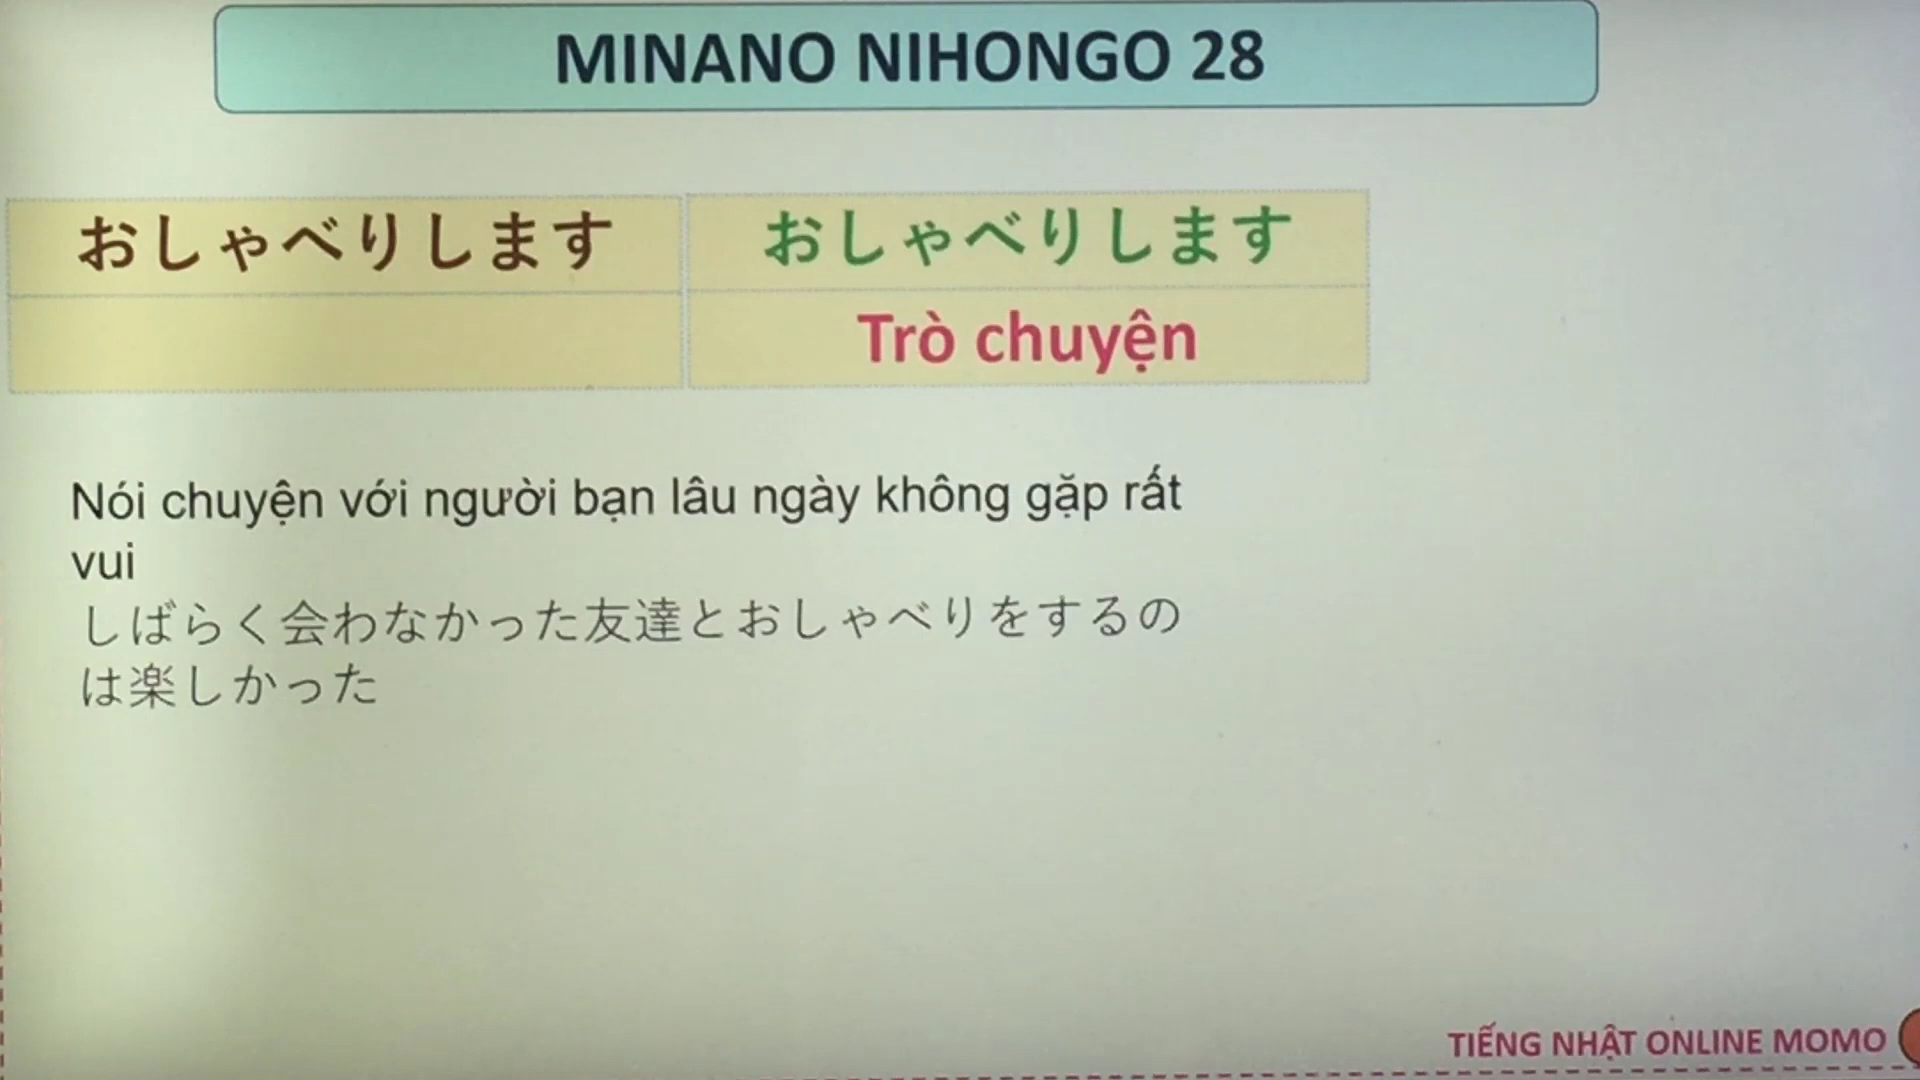 MINANO NIHONGO 28
おしゃべりします
おしゃべりします
Trò chuyện
Nói chuyện với người bạn lâu ngày không gặp rất
vui
しばらく会わなかった友達とおしゃべりをするの
は楽しかった
TIẾNG NHẬT ONLINE MOMO